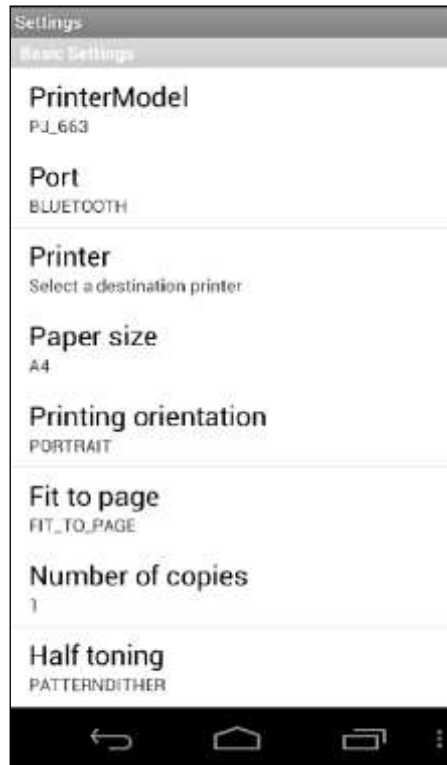 Settings
Basic Settings
PrinterModel
PJ_663
Port
BLUETOOTH
Printer
Select a destination printer
Paper size
A4
Printing orientation
PORTRAIT
Fit to page
FIT_TO_PAGE
Number of copies
1
Half toning
PATTERNDITHER